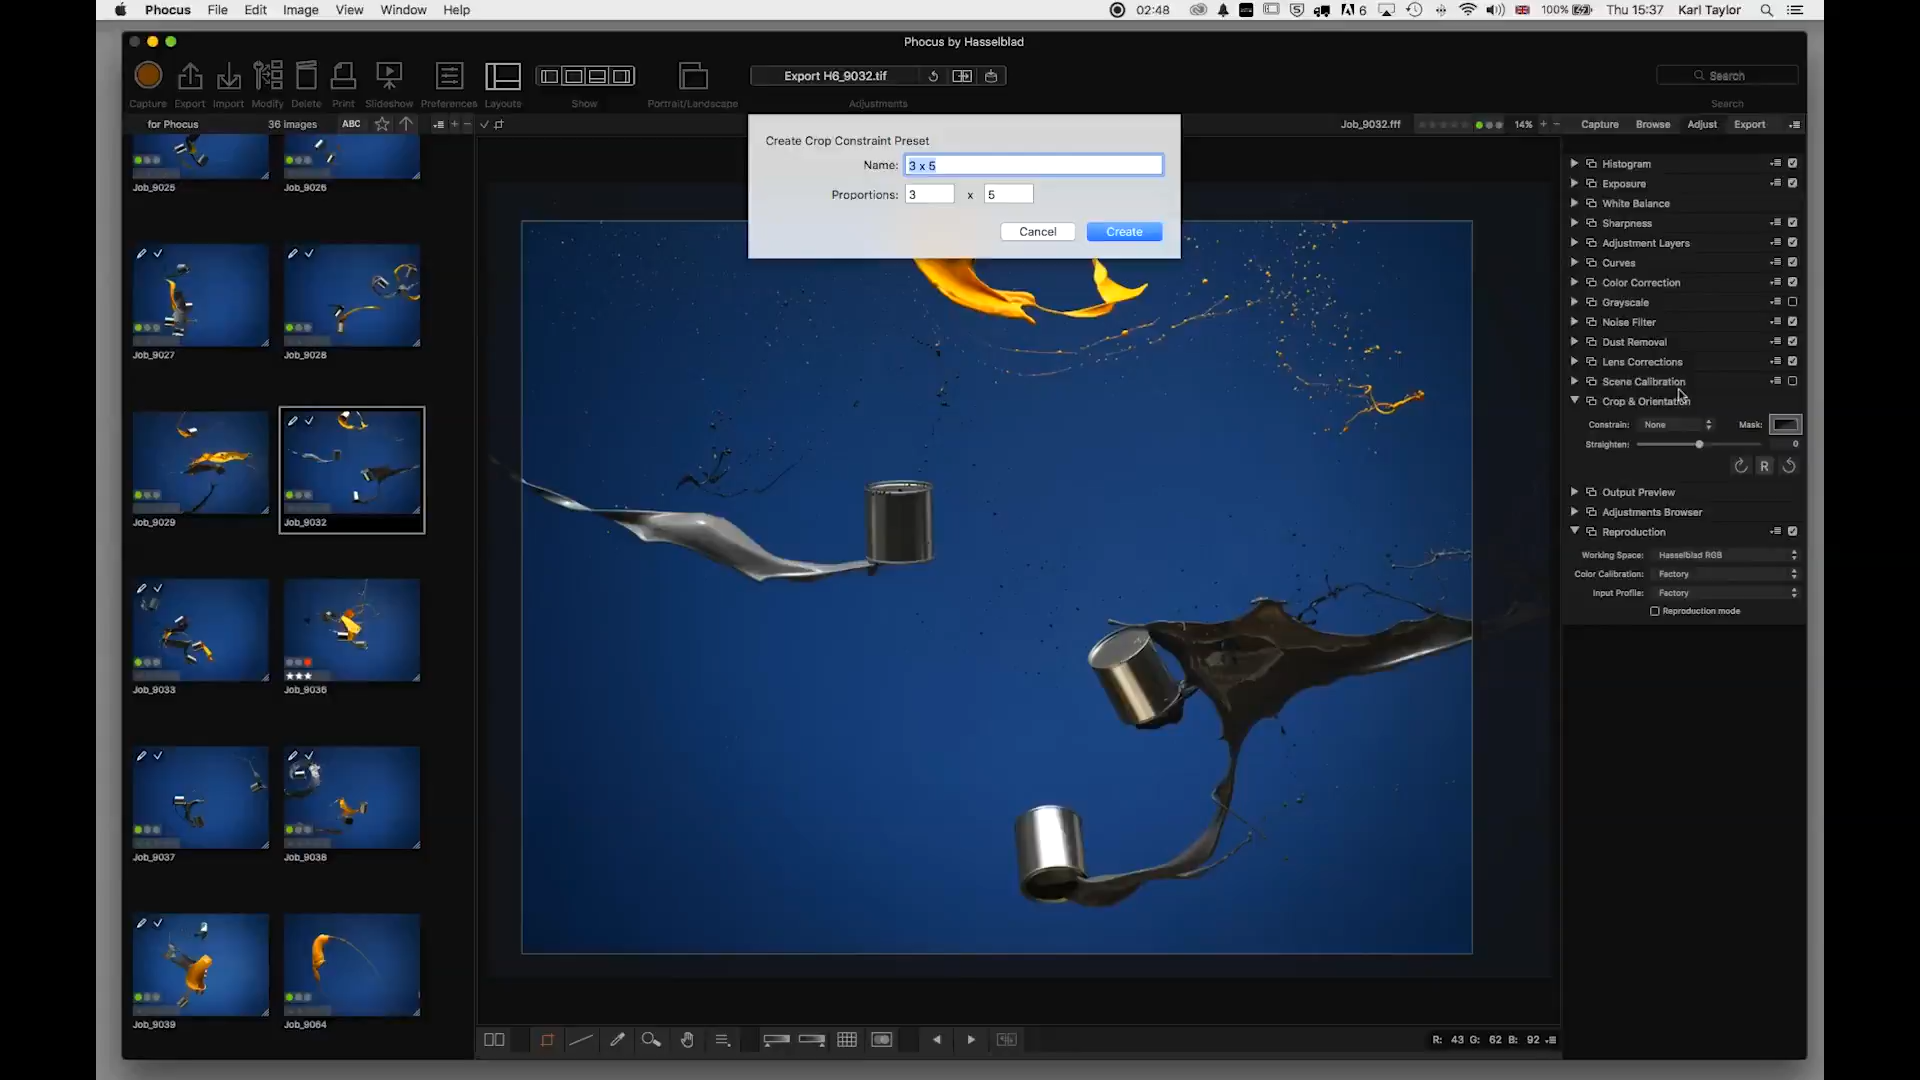 Phocus File Edit Image View Window Help
02:48 6 100% Thu 15:37 Karl Taylor
Phocus by Hasselblad
Export H6_9032.tif
Search
Capture Export Import Modify Delete Print Slideshow Preferences Layouts Show Portrait/Landscape Adjustments Search
for Phocus 36 images ABC
Job_9032.fff 14% + −
Capture Browse Adjust Export
Create Crop Constraint Preset
Name: 3 x 5
Proportions: 3 x 5
Cancel Create
Job_9025 Job_9026
Job_9027 Job_9028
Job_9029 Job_9032
Job_9033 Job_9036
Job_9037 Job_9038
Job_9039 Job_9064
Histogram
Exposure
White Balance
Sharpness
Adjustment Layers
Curves
Color Correction
Grayscale
Noise Filter
Dust Removal
Lens Corrections
Scene Calibration
Crop & Orientation
Constrain: None Mask:
Straighten: 0
R
Output Preview
Adjustments Browser
Reproduction
Working Space: Hasselblad RGB
Color Calibration: Factory
Input Profile: Factory
Reproduction mode
R: 43 G: 62 B: 92